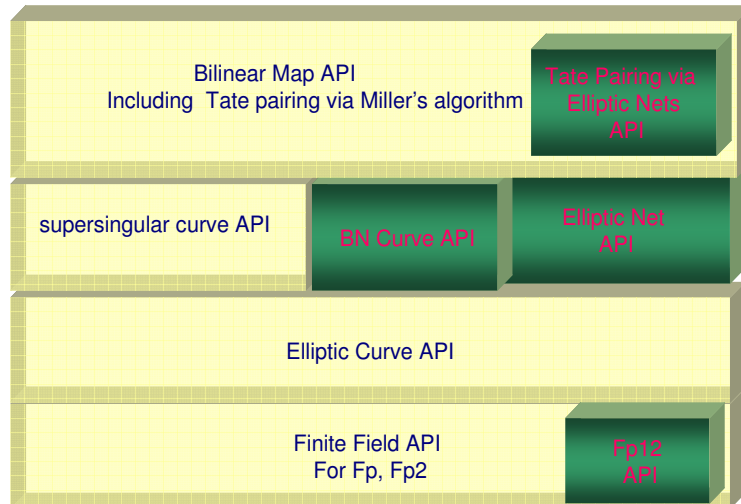 Bilinear Map API
Including Tate pairing via Miller's algorithm
Tate Pairing via
Elliptic Nets
API
supersingular curve API
BN Curve API
Elliptic Net
API
Elliptic Curve API
Finite Field API
For Fp, Fp2
Fp12
API